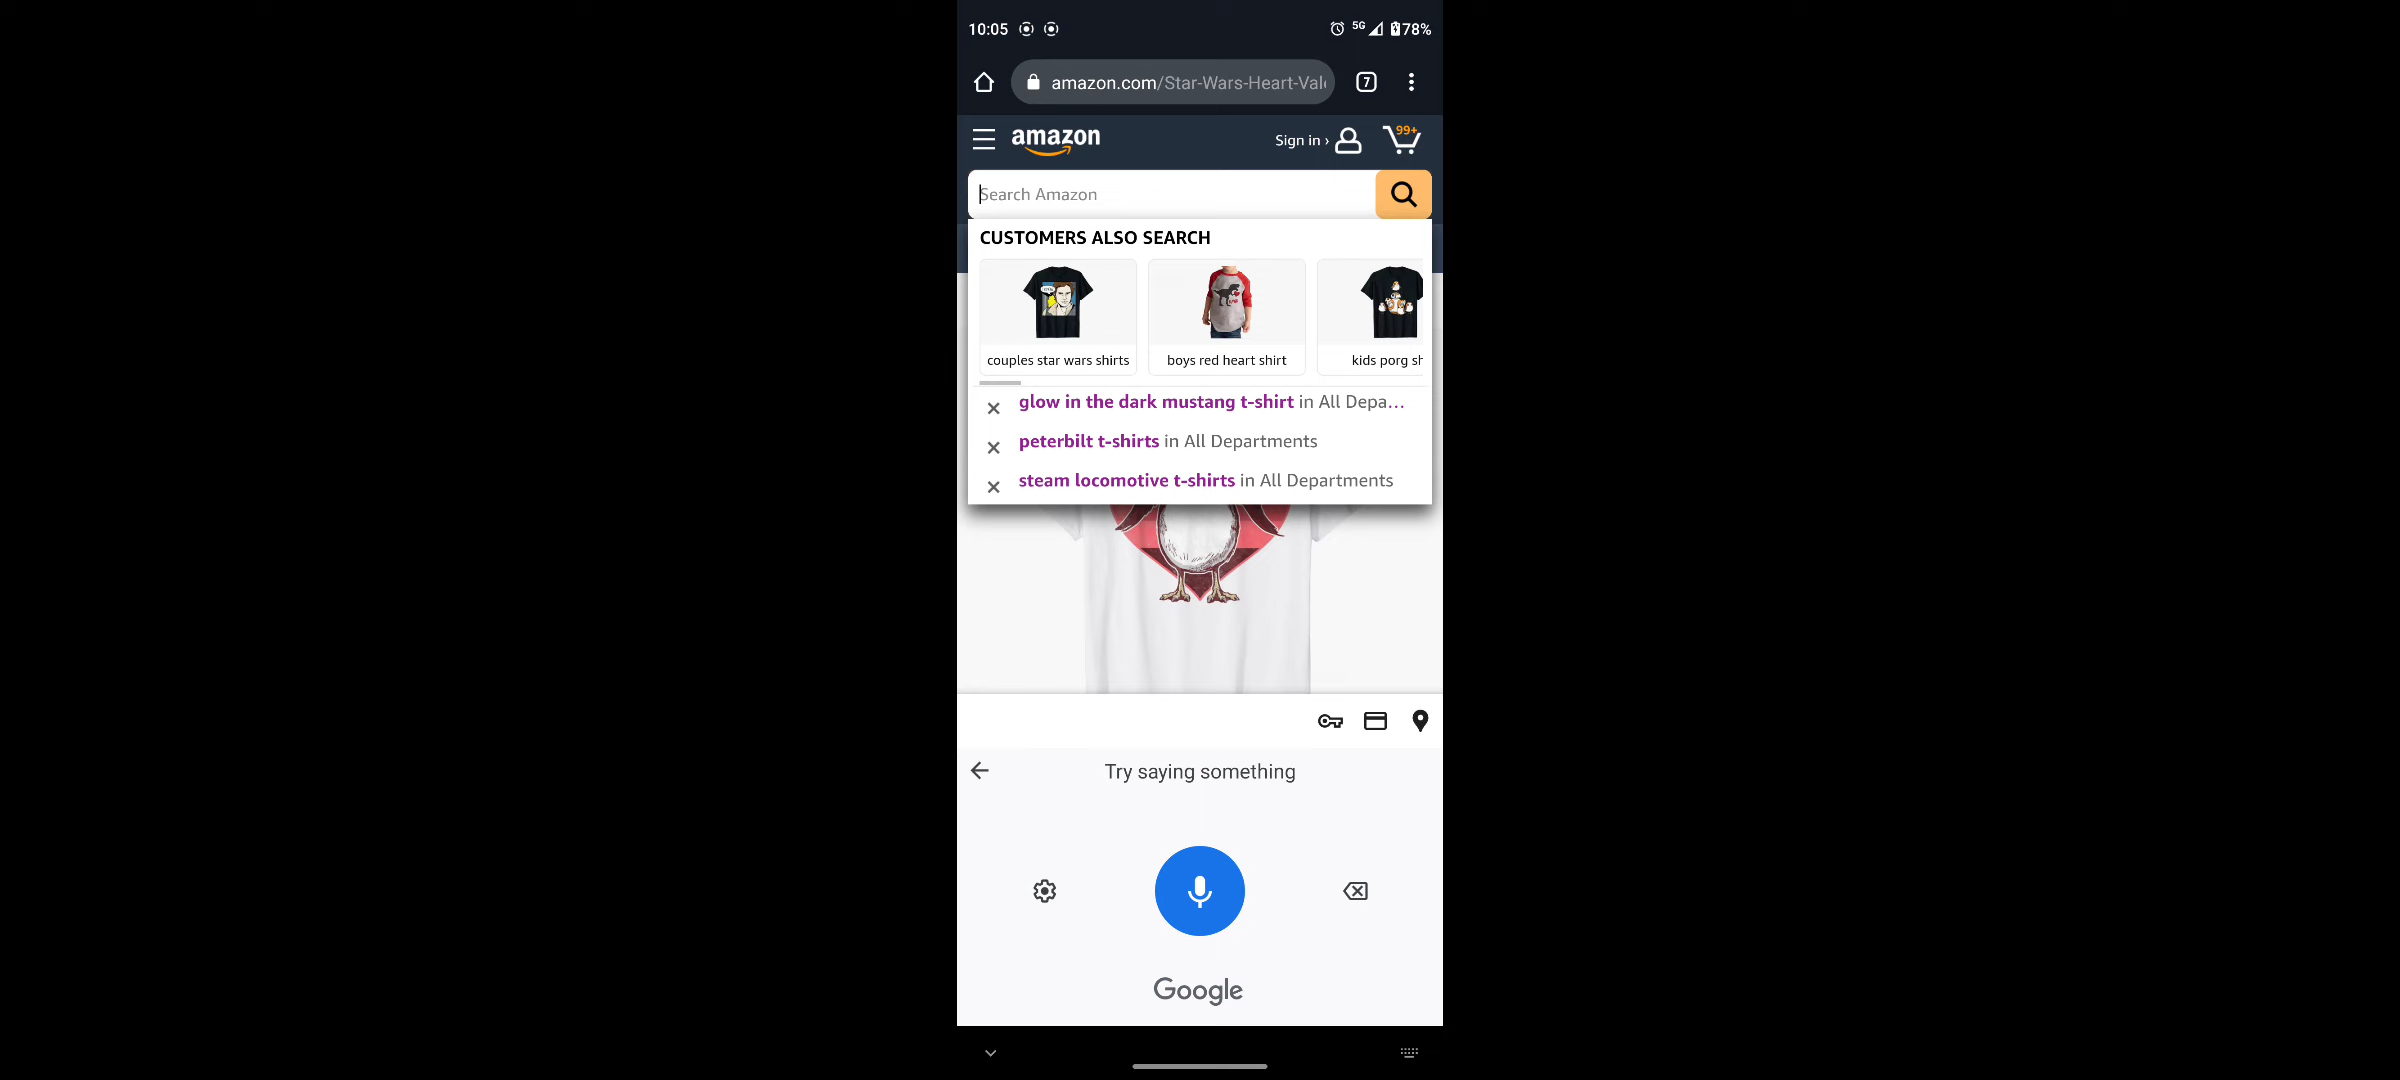 10:05 5G 78%
amazon.com/Star-Wars-Heart-Val
7
amazon Sign in › 99+
Search Amazon
CUSTOMERS ALSO SEARCH
couples star wars shirts boys red heart shirt kids porg sh
glow in the dark mustang t-shirt in All Depa...
peterbilt t-shirts in All Departments
steam locomotive t-shirts in All Departments
Try saying something
Google